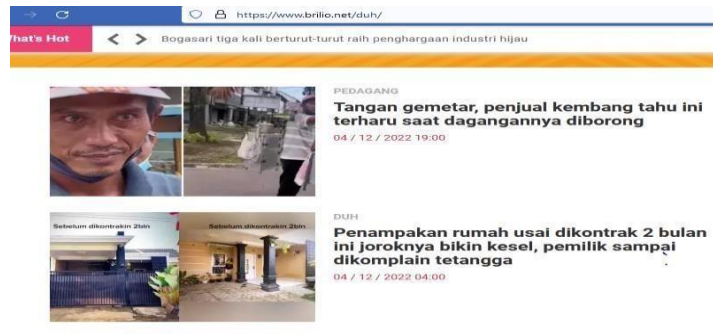 https://www.brilio.net/duh/
What's Hot
Bogasari tiga kali berturut-turut raih penghargaan industri hijau
PEDAGANG
Tangan gemetar, penjual kembang tahu ini
terharu saat dagangannya diborong
04 / 12 / 2022 19:00
Sebelum dikontrakin 2bln
Sebelum dikontrakin 2bln
DUH
Penampakan rumah usai dikontrak 2 bulan
ini joroknya bikin kesel, pemilik sampai
dikomplain tetangga
04 / 12 / 2022 04:00